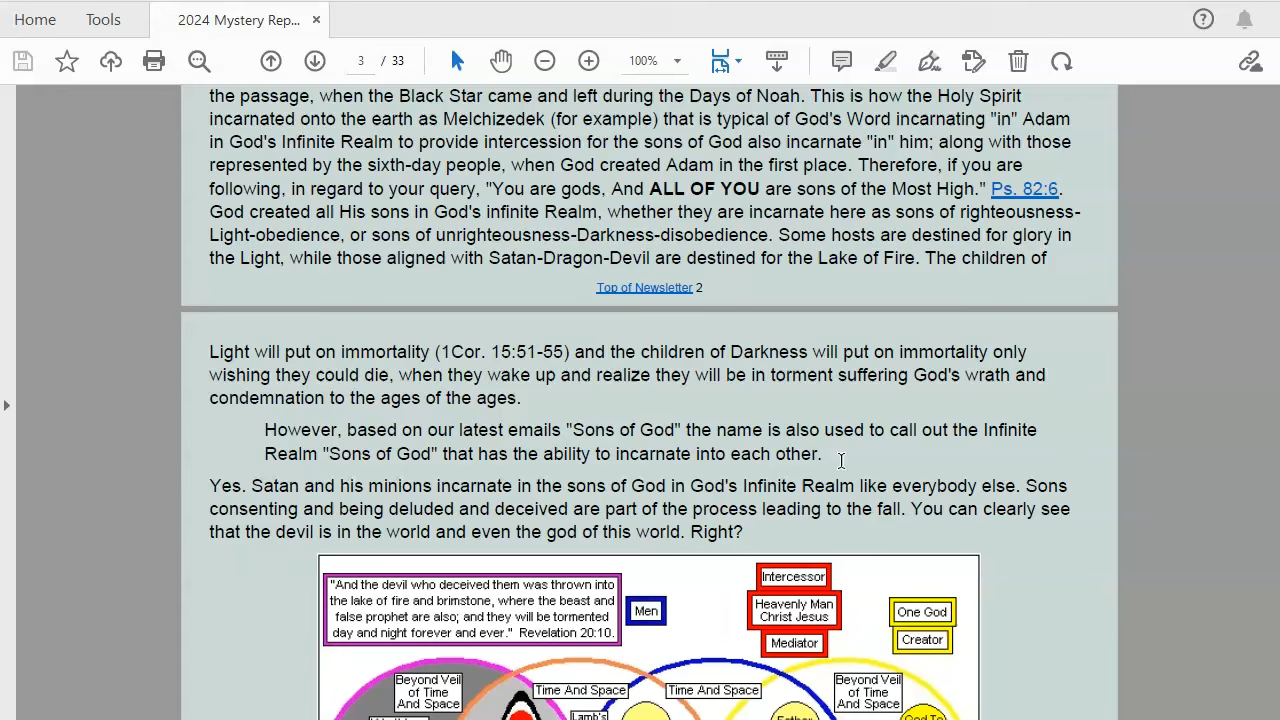 Home Tools 2024 Mystery Rep... ×
3 / 33 100%
the passage, when the Black Star came and left during the Days of Noah. This is how the Holy Spirit
incarnated onto the earth as Melchizedek (for example) that is typical of God's Word incarnating "in" Adam
in God's Infinite Realm to provide intercession for the sons of God also incarnate "in" him; along with those
represented by the sixth-day people, when God created Adam in the first place. Therefore, if you are
following, in regard to your query, "You are gods, And ALL OF YOU are sons of the Most High." Ps. 82:6.
God created all His sons in God's infinite Realm, whether they are incarnate here as sons of righteousness-
Light-obedience, or sons of unrighteousness-Darkness-disobedience. Some hosts are destined for glory in
the Light, while those aligned with Satan-Dragon-Devil are destined for the Lake of Fire. The children of
Top of Newsletter 2
Light will put on immortality (1Cor. 15:51-55) and the children of Darkness will put on immortality only
wishing they could die, when they wake up and realize they will be in torment suffering God's wrath and
condemnation to the ages of the ages.
However, based on our latest emails "Sons of God" the name is also used to call out the Infinite
Realm "Sons of God" that has the ability to incarnate into each other.
Yes. Satan and his minions incarnate in the sons of God in God's Infinite Realm like everybody else. Sons
consenting and being deluded and deceived are part of the process leading to the fall. You can clearly see
that the devil is in the world and even the god of this world. Right?
"And the devil who deceived them was thrown into
the lake of fire and brimstone, where the beast and
false prophet are also; and they will be tormented
day and night forever and ever." Revelation 20:10.
Men
Intercessor
Heavenly Man
Christ Jesus
Mediator
One God
Creator
Beyond Veil
of Time
And Space
Time And Space
Time And Space
Beyond Veil
of Time
And Space
Lamb's
Father
God To